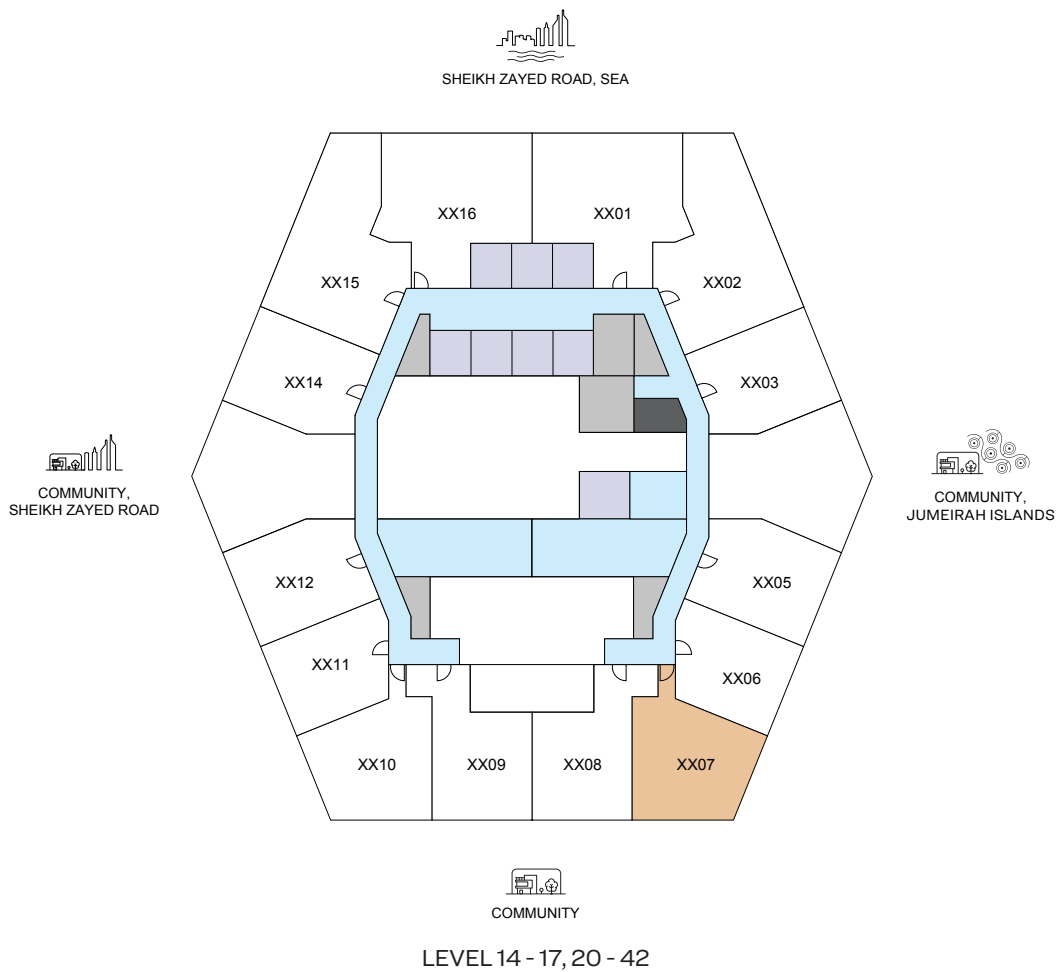 SHEIKH ZAYED ROAD, SEA
XX16
XX01
XX15
XX02
XX14
XX03
COMMUNITY,
SHEIKH ZAYED ROAD
COMMUNITY,
JUMEIRAH ISLANDS
XX12
XX05
XX11
XX06
XX10
XX09
XX08
XX07
COMMUNITY
LEVEL 14 - 17, 20 - 42